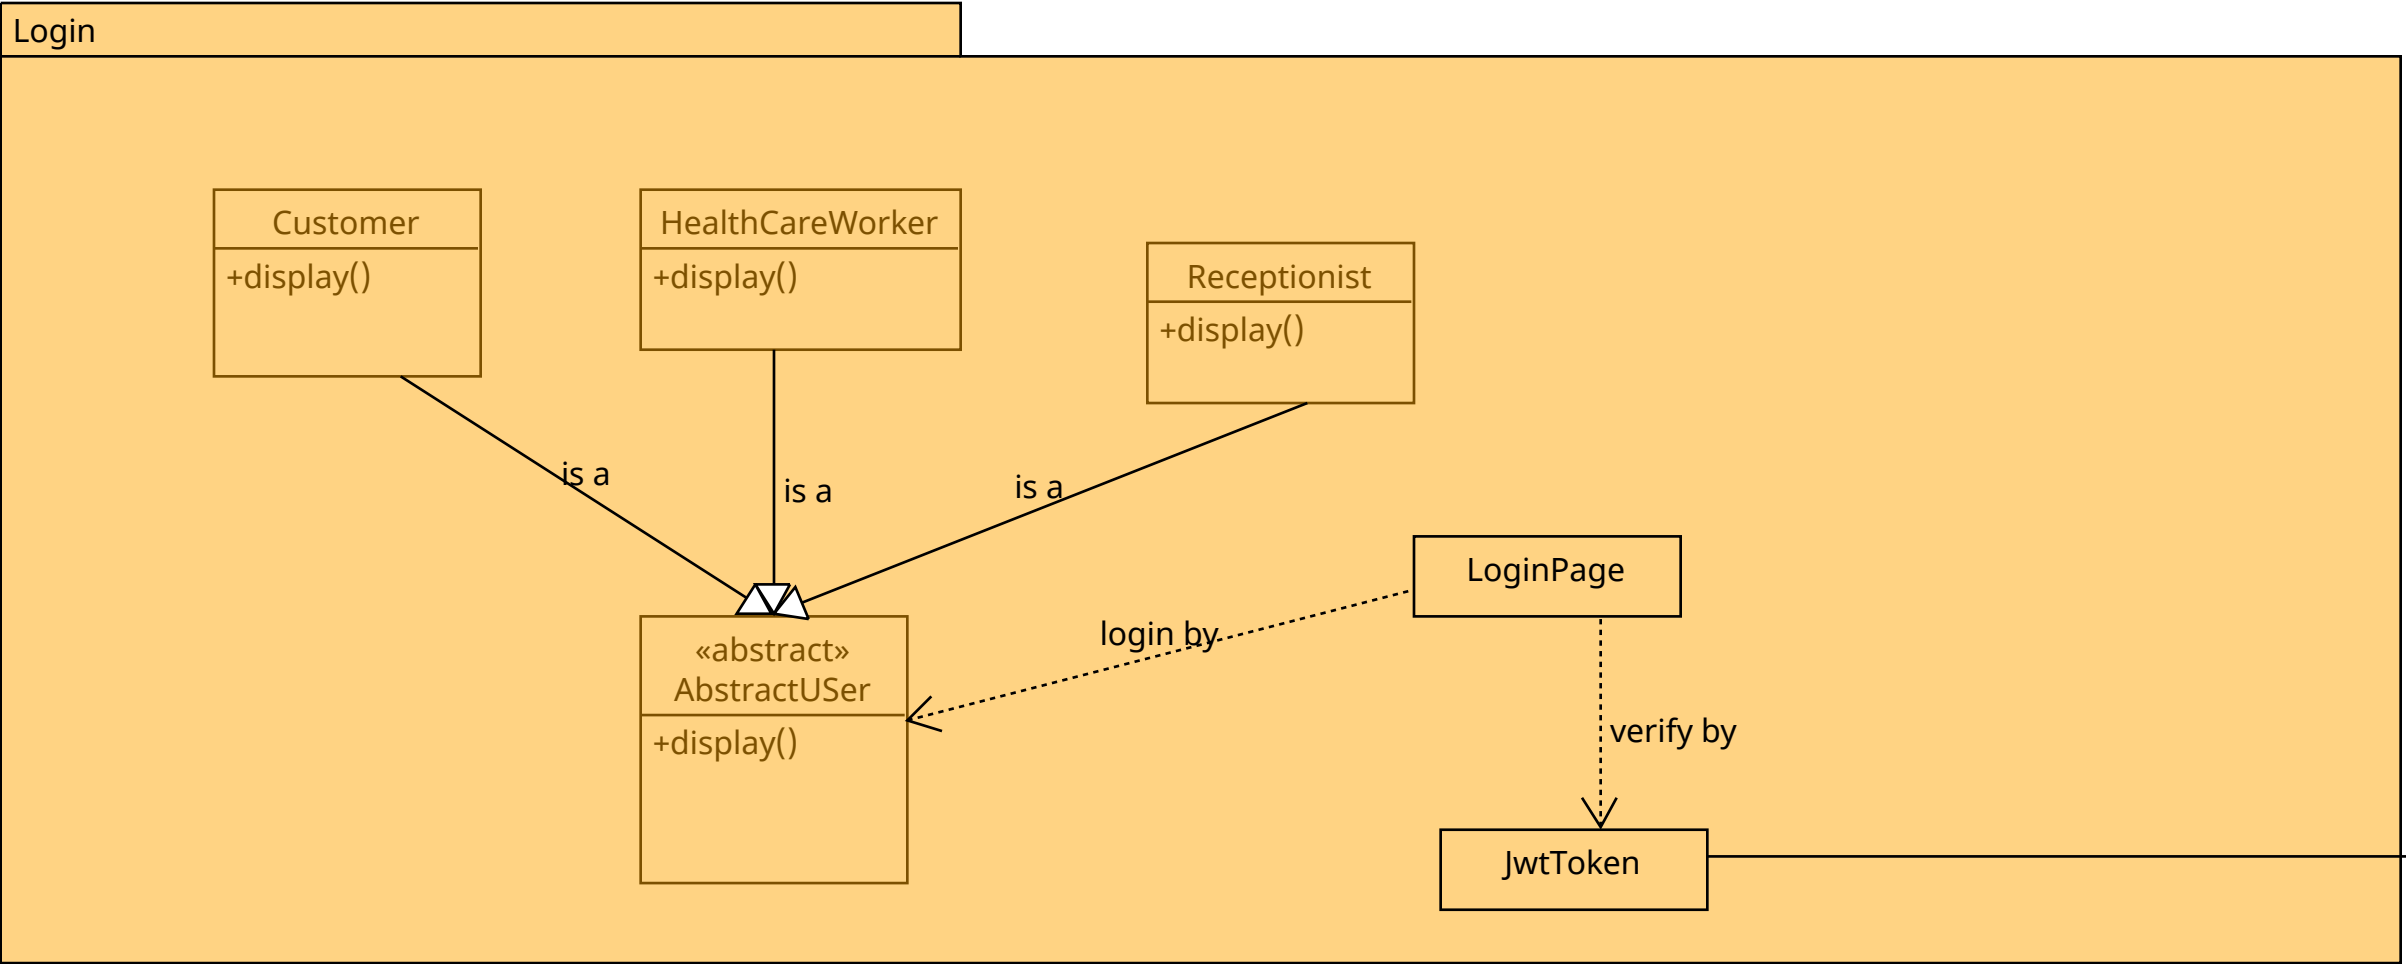 Login
Customer
+display()
HealthCareWorker
+display()
Receptionist
+display()
is a
is a
is a
LoginPage
login by
«abstract»
AbstractUSer
+display()
verify by
JwtToken